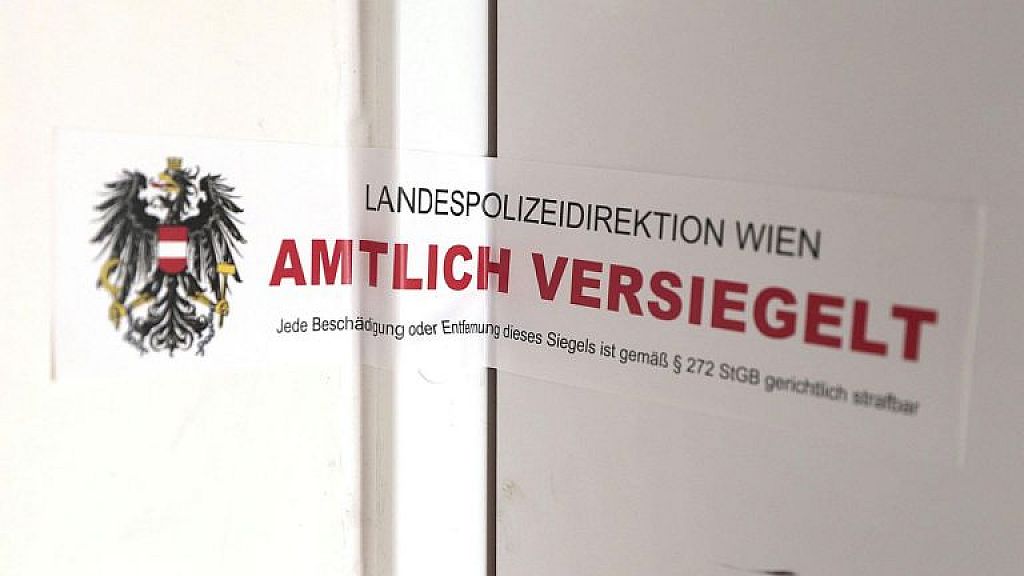 LANDESPOLIZEIDIREKTION WIEN
AMTLICH VERSIEGELT
Jede Beschädigung oder Entfernung dieses Siegels ist gemäß § 272 StGB gerichtlich strafbar